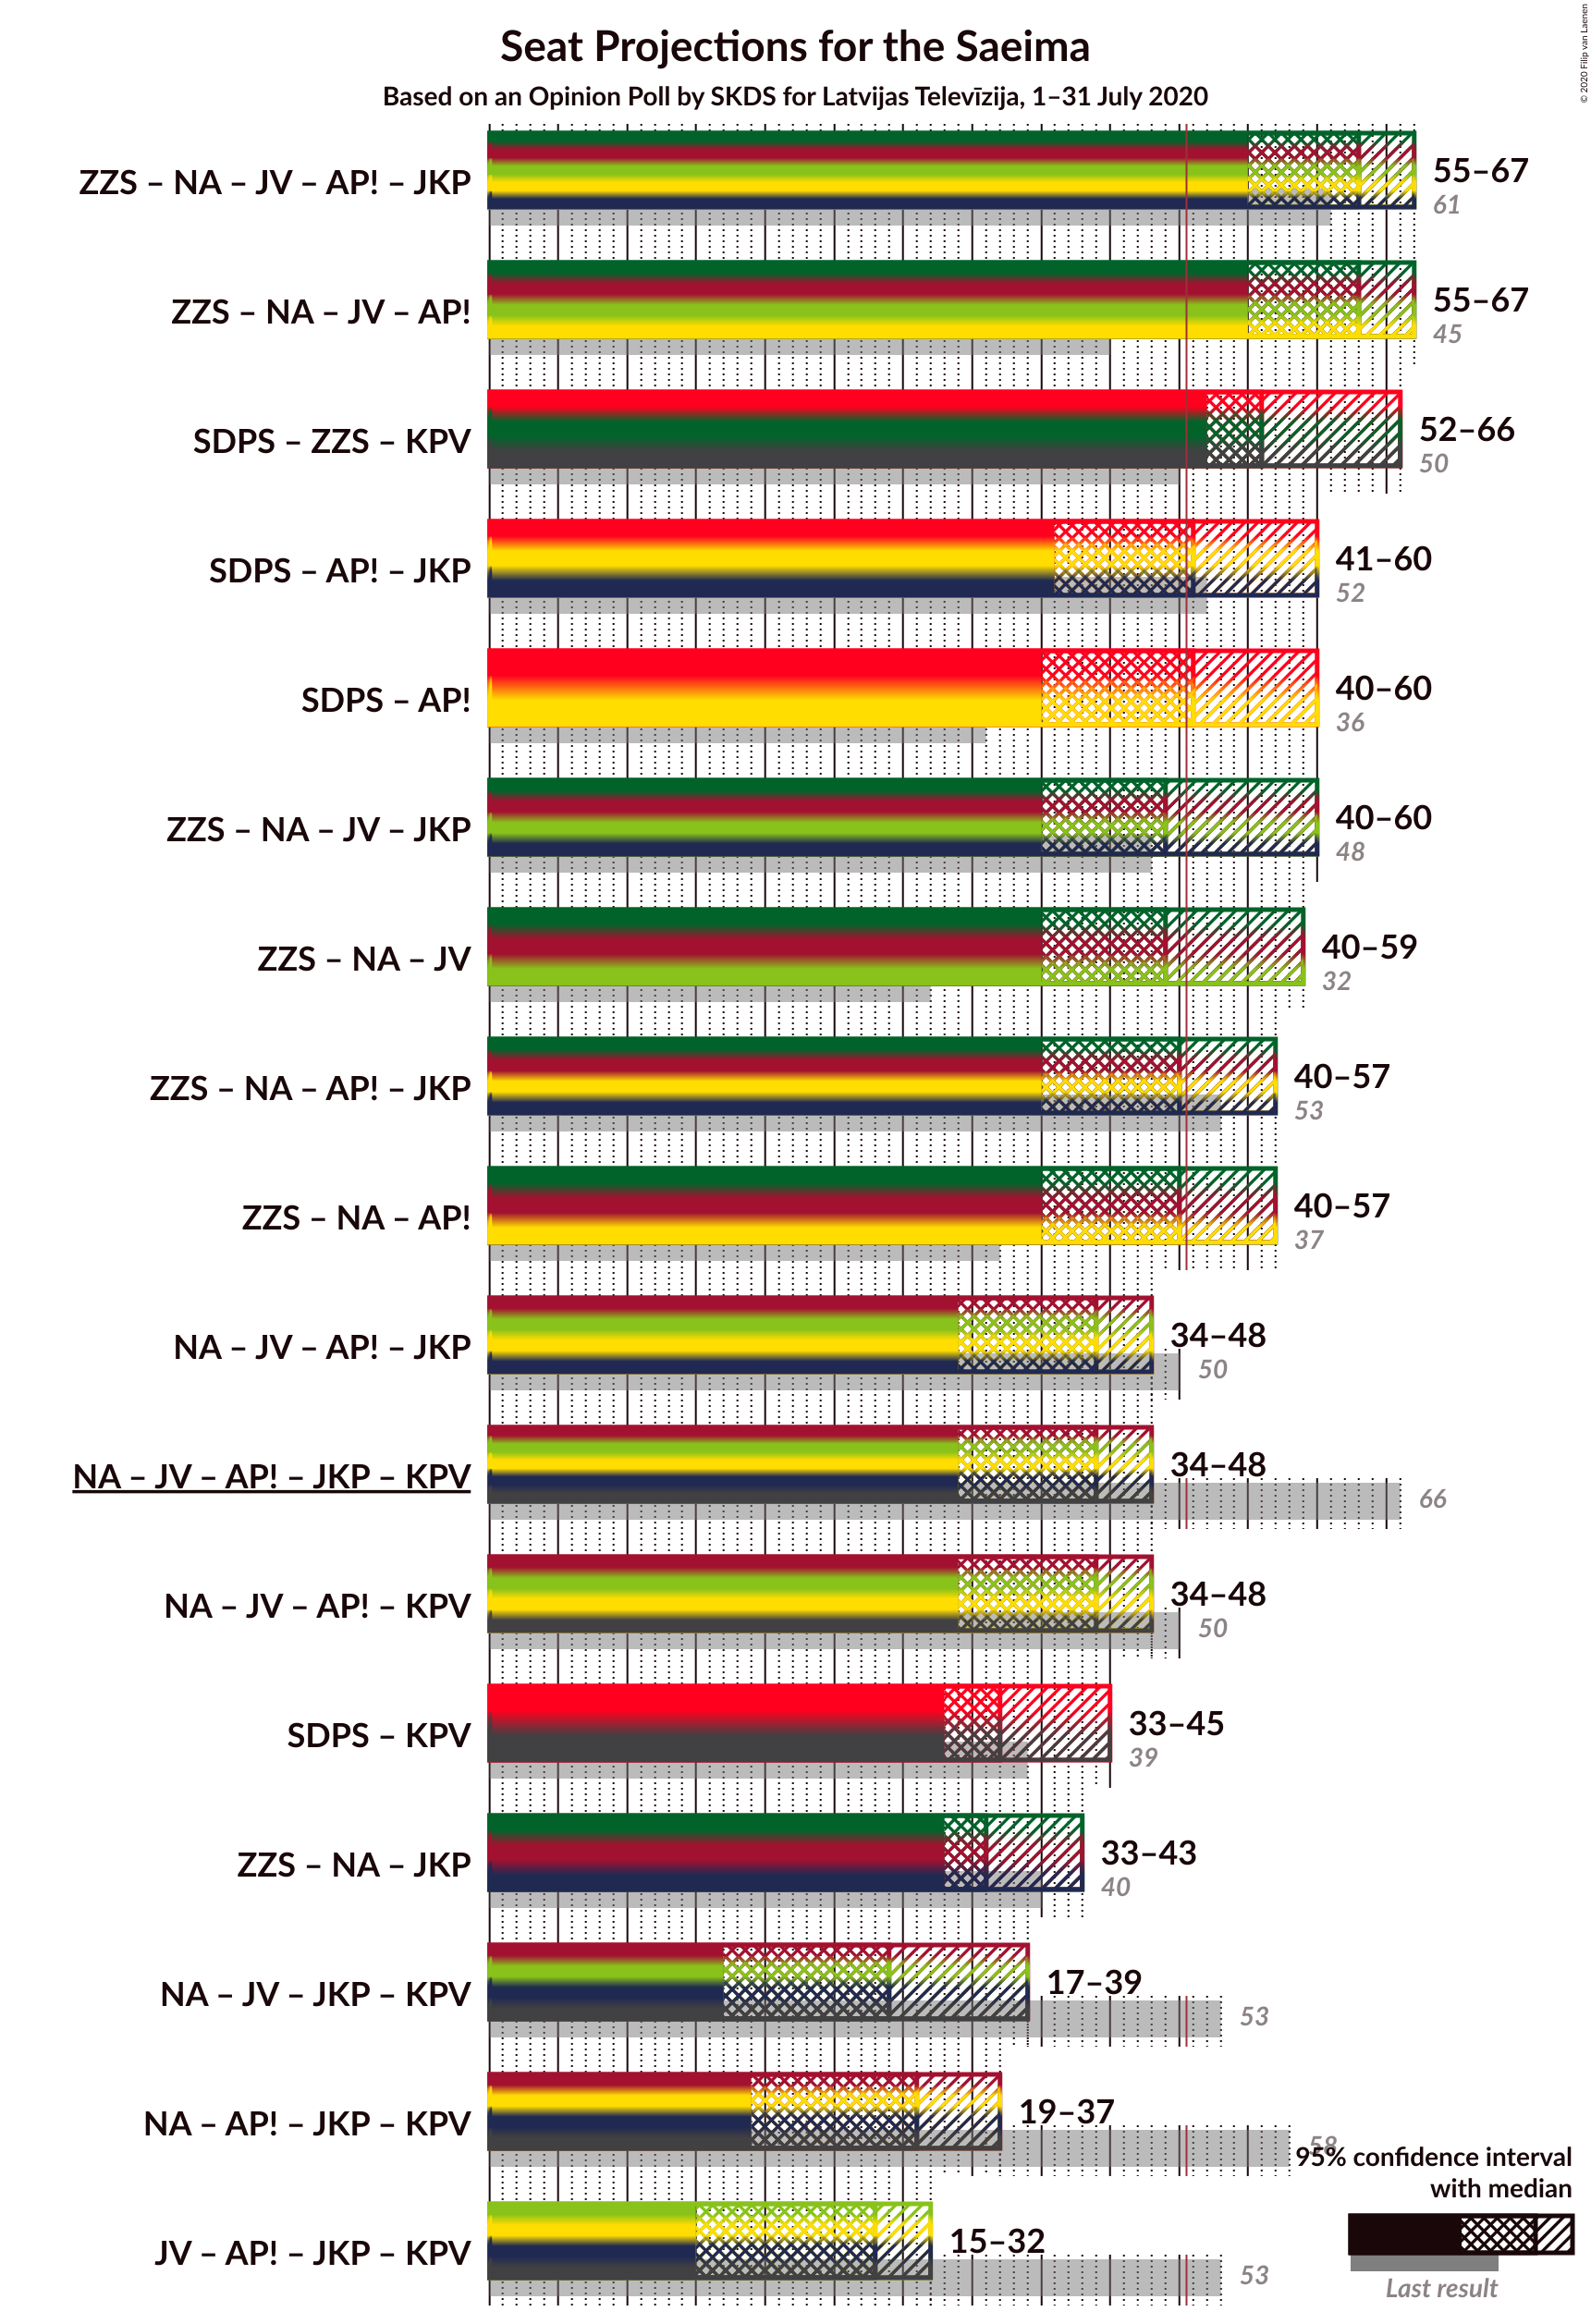 Seat Projections for the Saeima
Based on an Opinion Poll by SKDS for Latvijas Televīzija, 1–31 July 2020
© 2020 Filip van Laenen
ZZS – NA – JV – AP! – JKP
55–67
61
ZZS – NA – JV – AP!
55–67
45
SDPS – ZZS – KPV
52–66
50
SDPS – AP! – JKP
41–60
52
SDPS – AP!
40–60
36
ZZS – NA – JV – JKP
40–60
48
ZZS – NA – JV
40–59
32
ZZS – NA – AP! – JKP
40–57
53
ZZS – NA – AP!
40–57
37
NA – JV – AP! – JKP
34–48
50
NA – JV – AP! – JKP – KPV
34–48
66
NA – JV – AP! – KPV
34–48
50
SDPS – KPV
33–45
39
ZZS – NA – JKP
33–43
40
NA – JV – JKP – KPV
17–39
53
NA – AP! – JKP – KPV
19–37
58
JV – AP! – JKP – KPV
15–32
53
95% confidence interval
with median
Last result